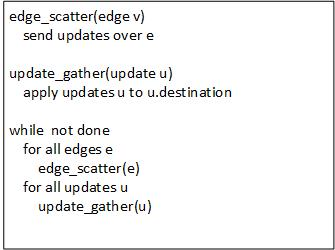 edge_scatter(edge v)
send updates over e
update_gather(update u)
apply updates u to u.destination
while not done
for all edges e
edge_scatter(e)
for all updates u
update_gather(u)